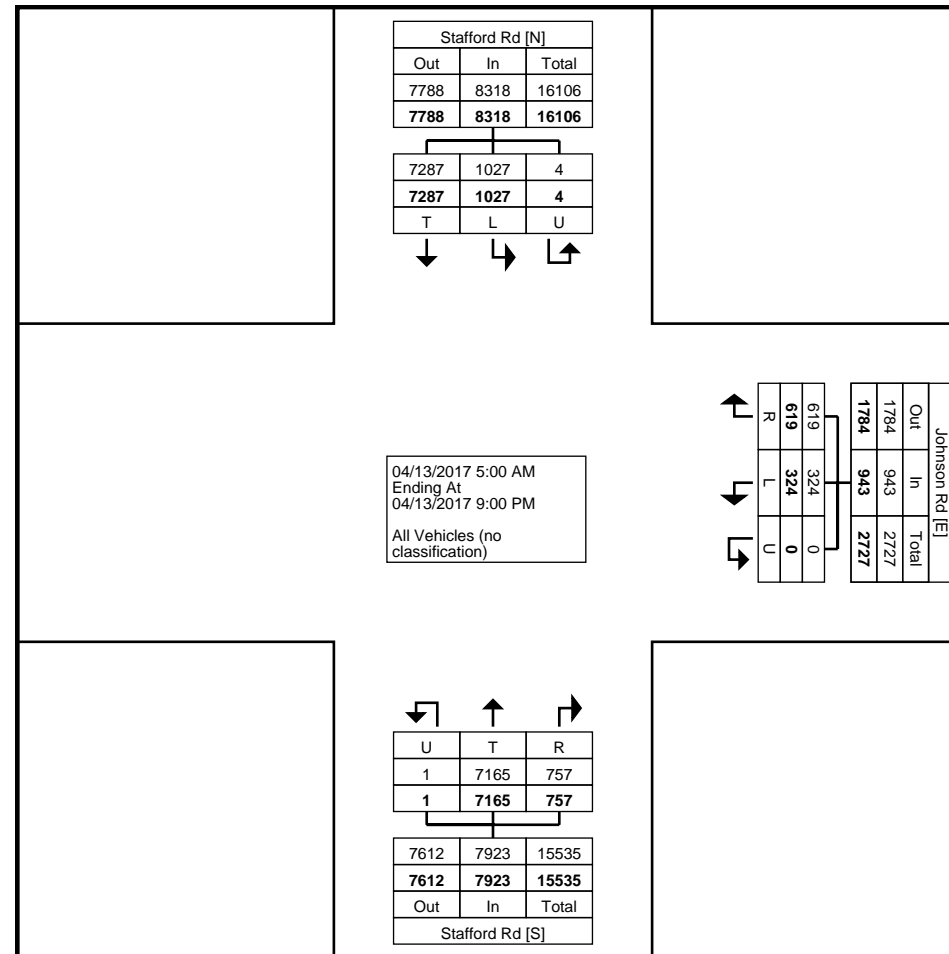 Stafford Rd [N]
Out In Total
7788 8318 16106
7788 8318 16106
7287 1027 4
7287 1027 4
T L U
Johnson Rd [E]
Out In Total
1784 943 2727
1784 943 2727
619 324 0
619 324 0
R L U
04/13/2017 5:00 AM
Ending At
04/13/2017 9:00 PM
All Vehicles (no
classification)
U T R
1 7165 757
1 7165 757
7612 7923 15535
7612 7923 15535
Out In Total
Stafford Rd [S]